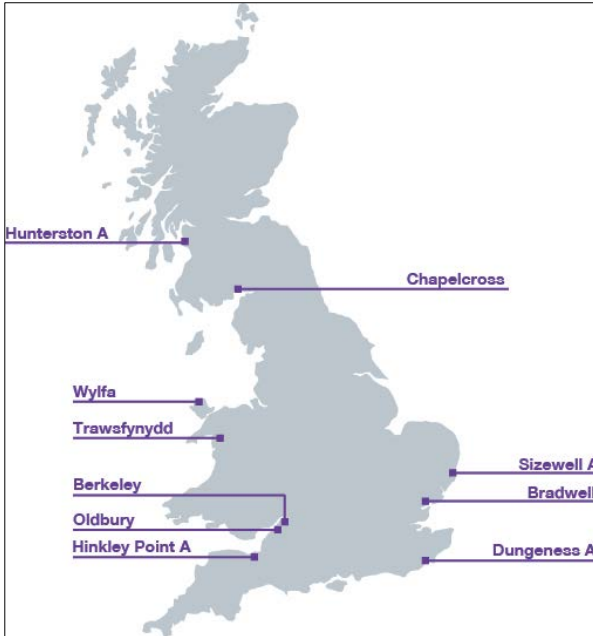 Hunterston A
Chapelcross
Wylfa
Trawsfynydd
Sizewell A
Berkeley
Bradwell
Oldbury
Hinkley Point A
Dungeness A